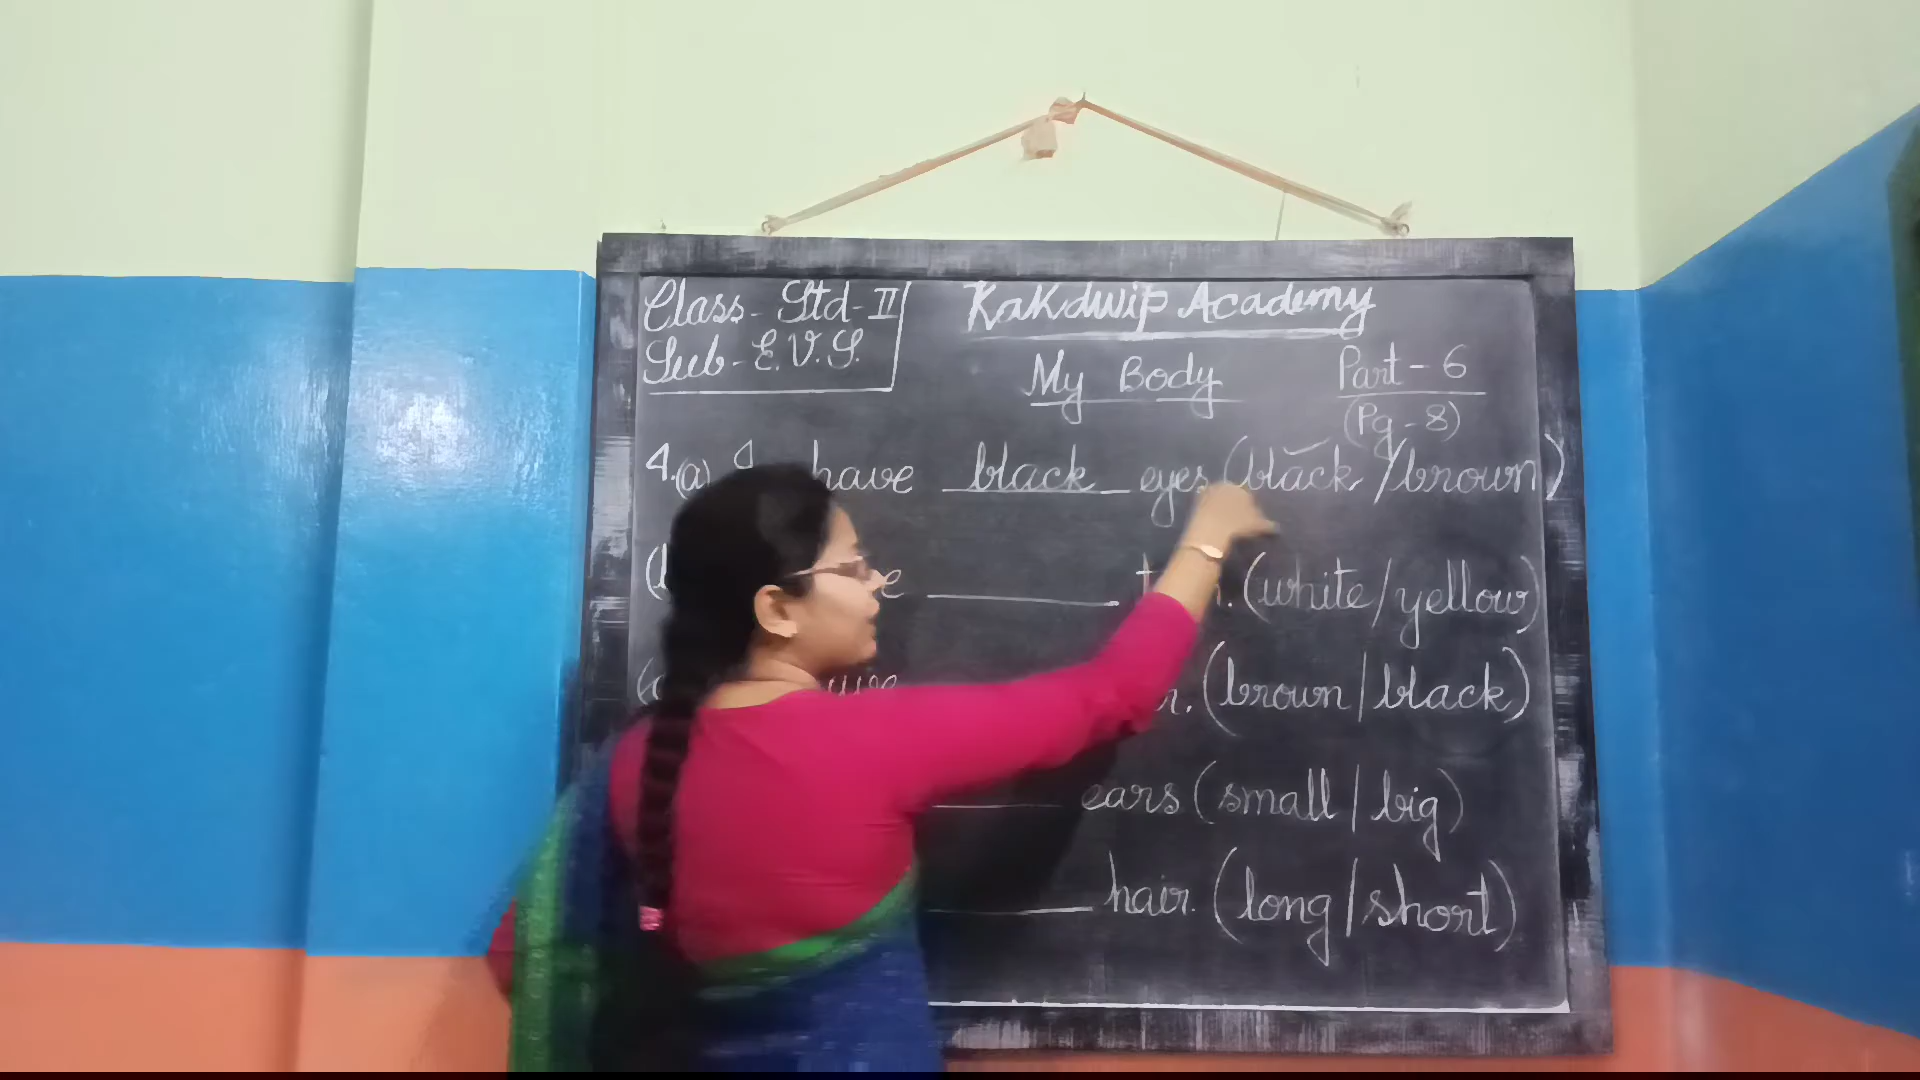 Class - Std - II
Sub - E.V.S.
KaKdwip Academy
My Body
Part - 6
(Pg - 8)
4.(a) I have black eyes (black / brown)
(white / yellow)
(brown / black)
ears (small / big)
hair. (long / short)